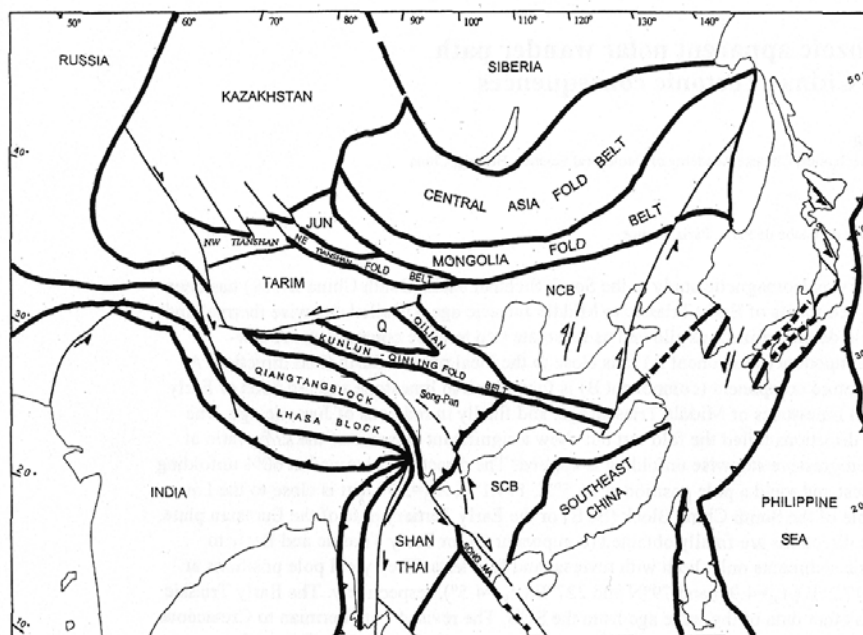 50° 60° 70° 80° 90° 100° 110° 120° 130° 140°
RUSSIA
SIBERIA
KAZAKHSTAN
50°
40°
CENTRAL ASIA FOLD BELT
JUN
NW TIANSHAN
NE TIANSHAN FOLD BELT
MONGOLIA FOLD BELT
TARIM
NCB
30°
Q
QILIAN
KUNLUN - QINLING FOLD BELT
QIANGTANG BLOCK
Song-Pan
LHASA BLOCK
20°
INDIA
SCB
SOUTHEAST CHINA
PHILIPPINE SEA
20°
SHAN THAI
SONG MA
10°